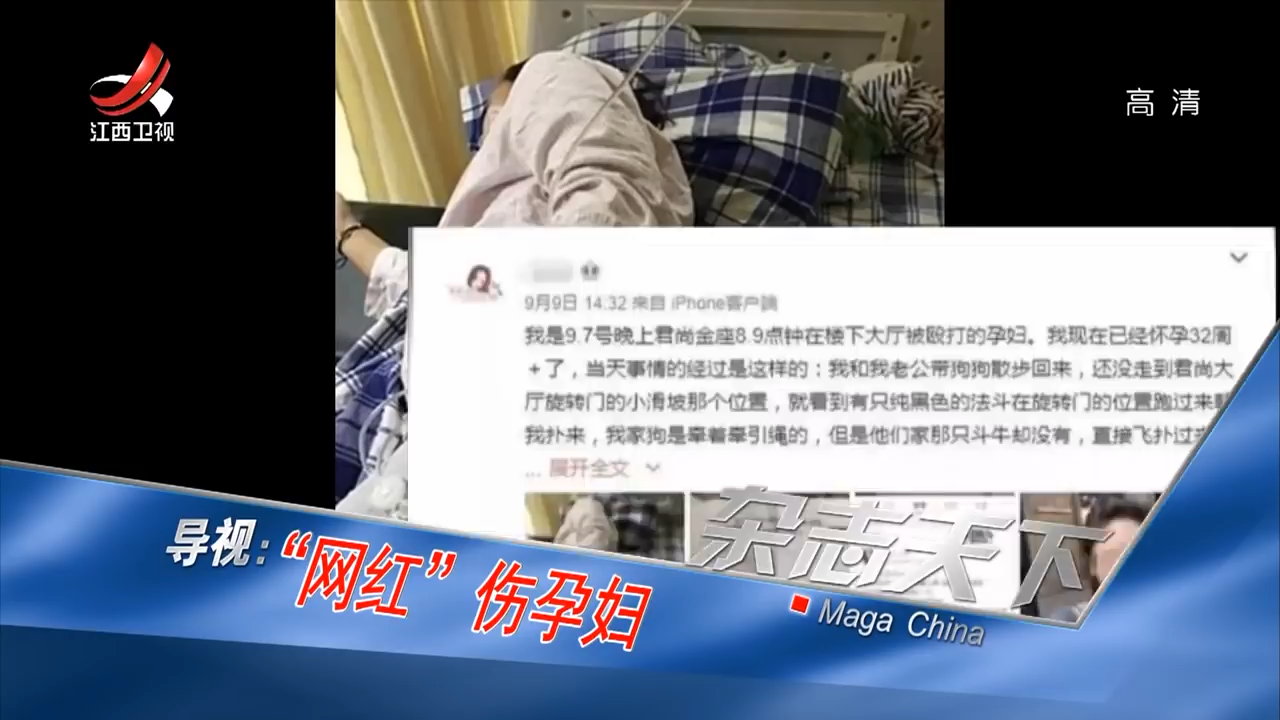 江西卫视
高清
9月9日 14:32 来自 iPhone客户端
我是9.7号晚上君尚金座8.9点钟在楼下大厅被殴打的孕妇。我现在已经怀孕32周
+了，当天事情的经过是这样的：我和我老公带狗狗散步回来，还没走到君尚大
厅旋转门的小滑坡那个位置，就看到有只纯黑色的法斗在旋转门的位置跑过来
我扑来，我家狗是牵着牵引绳的，但是他们家那只斗牛却没有，直接飞扑过
... 展开全文
杂志天下
导视：“网红”伤孕妇
Maga China